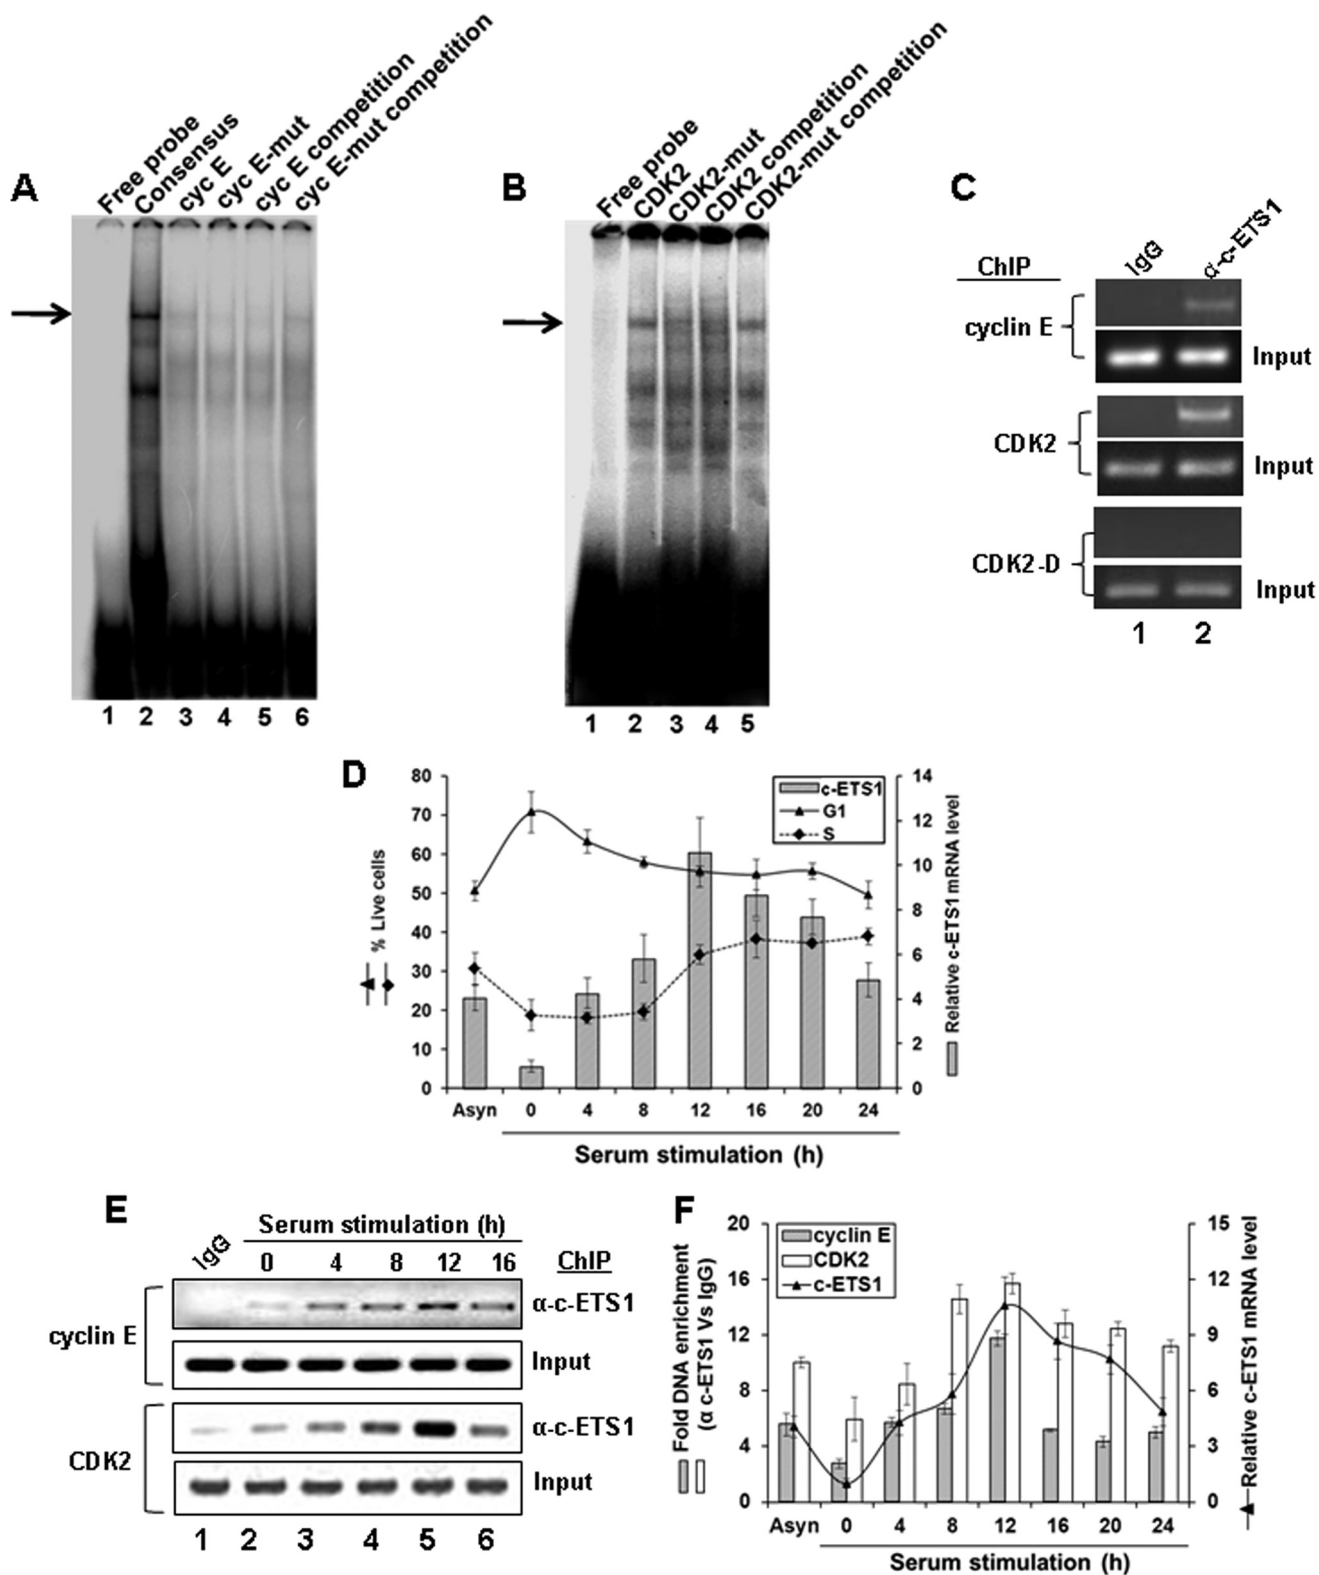 A
Free probe
Consensus
cyc E
cyc E-mut
cyc E competition
cyc E-mut competition
1 2 3 4 5 6
B
Free probe
CDK2
CDK2-mut
CDK2 competition
CDK2-mut competition
1 2 3 4 5
C
ChIP
IgG
α-c-ETS1
cyclin E
Input
CDK2
Input
CDK2-D
Input
1 2
D
c-ETS1
G1
S
% Live cells
80
70
60
50
40
30
20
10
0
14
12
10
8
6
4
2
0
Relative c-ETS1 mRNA level
Asyn 0 4 8 12 16 20 24
Serum stimulation (h)
E
Serum stimulation (h)
IgG 0 4 8 12 16 ChIP
cyclin E
α-c-ETS1
Input
CDK2
α-c-ETS1
Input
1 2 3 4 5 6
F
cyclin E
CDK2
c-ETS1
Fold DNA enrichment
(α c-ETS1 Vs IgG)
20
16
12
8
4
0
15
12
9
6
3
0
Relative c-ETS1 mRNA level
Asyn 0 4 8 12 16 20 24
Serum stimulation (h)